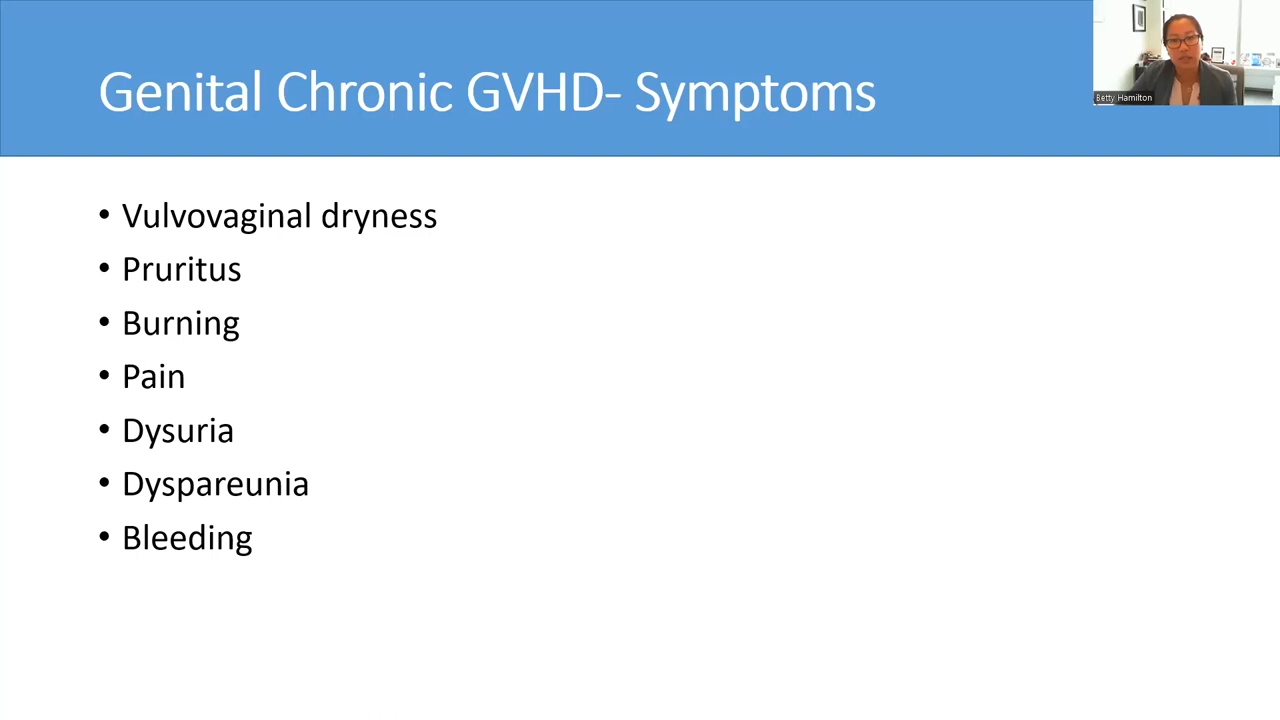 Genital Chronic GVHD- Symptoms
Betty Hamilton
• Vulvovaginal dryness
• Pruritus
• Burning
• Pain
• Dysuria
• Dyspareunia
• Bleeding